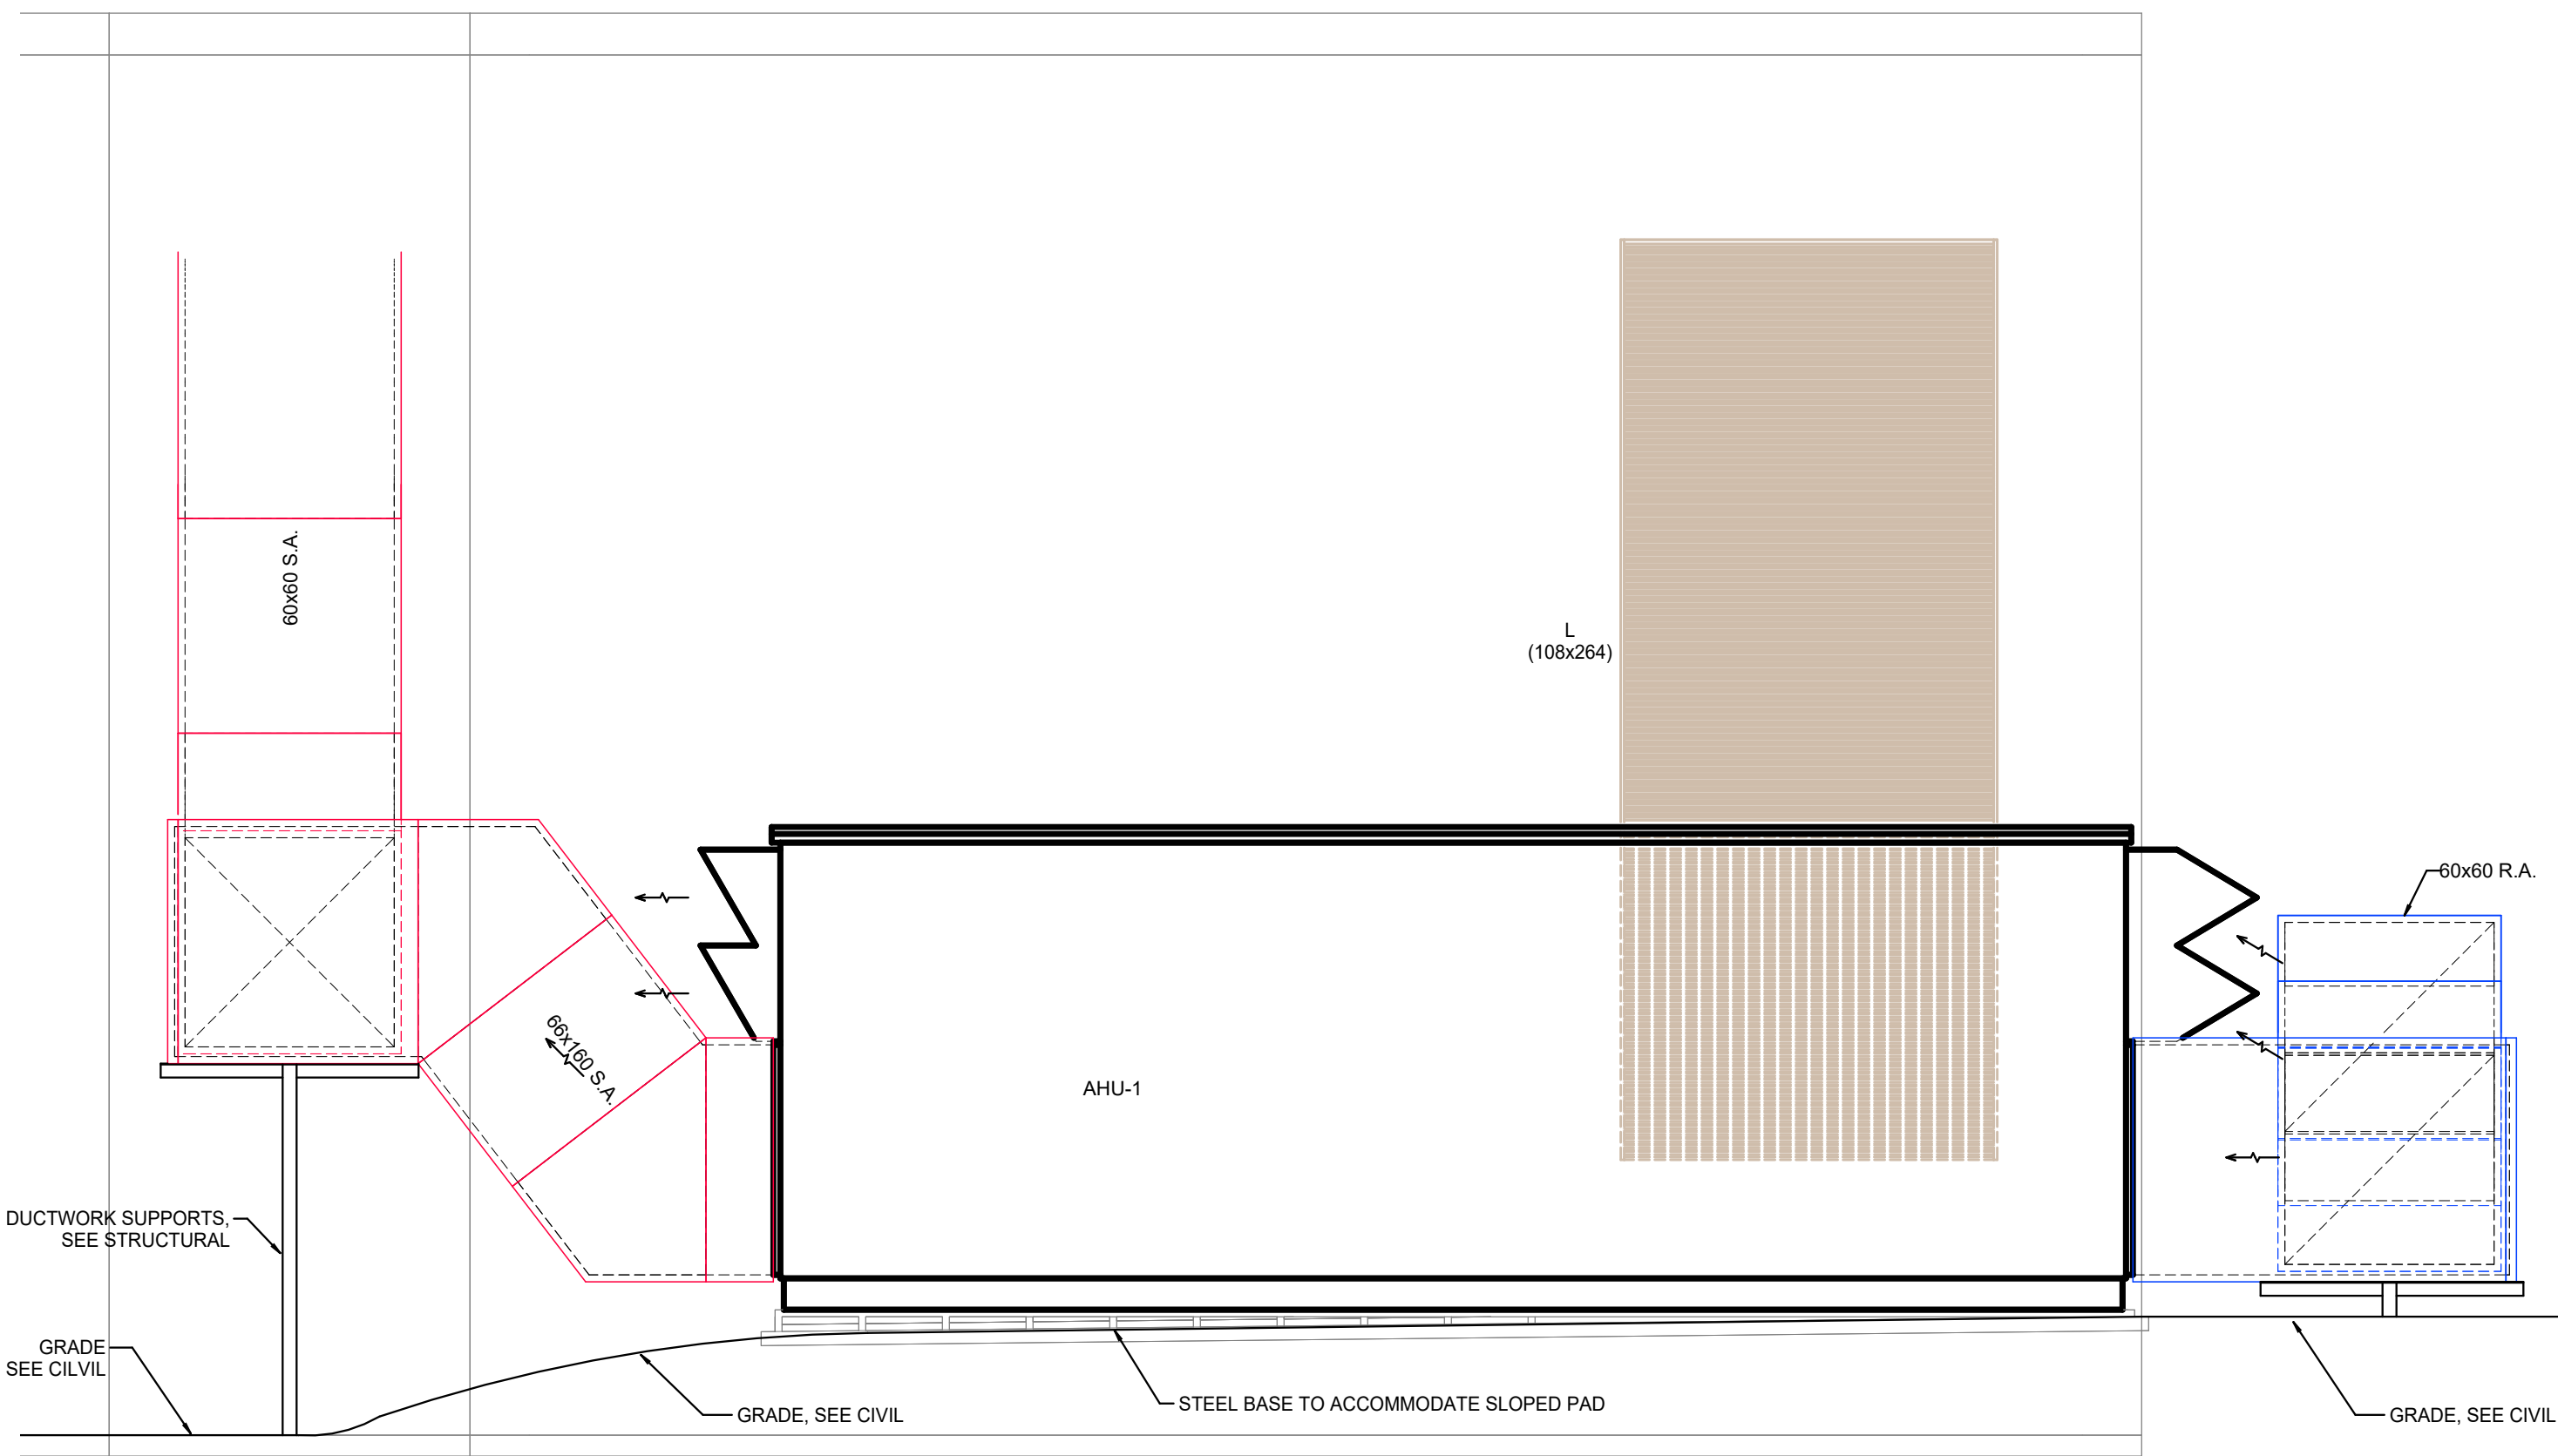 60x60 S.A.
L
(108x264)
60x60 R.A.
66x160 S.A.
AHU-1
DUCTWORK SUPPORTS,
SEE STRUCTURAL
GRADE
SEE CILVIL
GRADE, SEE CIVIL
STEEL BASE TO ACCOMMODATE SLOPED PAD
GRADE, SEE CIVIL